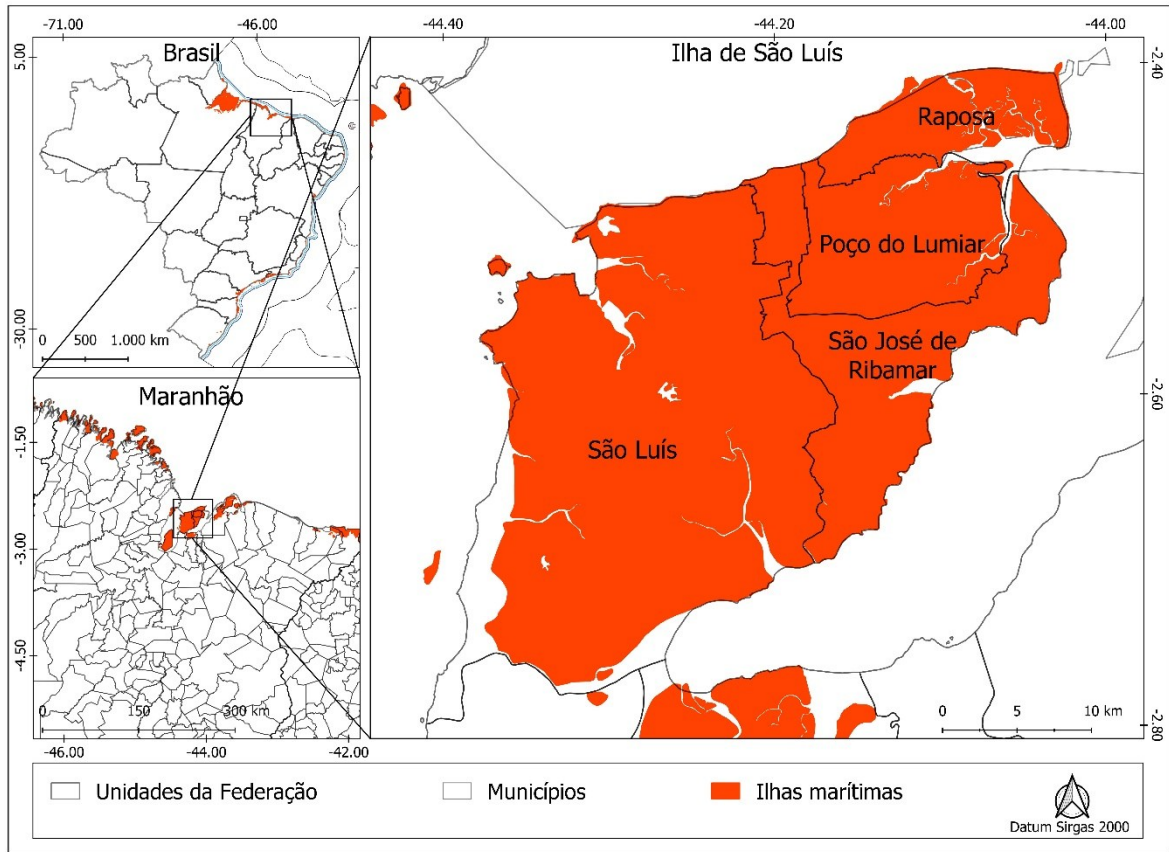 -71.00
-46.00
5.00
-30.00
Brasil
0 500 1.000 km
Maranhão
-1.50
-3.00
-4.50
0 150 300 km
-46.00 -44.00 -42.00
-44.40 -44.20 -44.00
Ilha de São Luís
-2.40
Raposa
Poço do Lumiar
São José de
Ribamar
-2.60
São Luís
0 5 10 km
-2.80
Unidades da Federação
Municípios
Ilhas marítimas
Datum Sirgas 2000